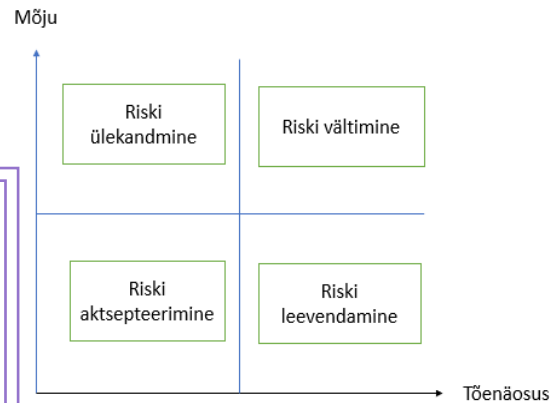 Mõju
Riski
ülekandmine
Riski vältimine
Riski
aktsepteerimine
Riski
leevendamine
Tõenäosus